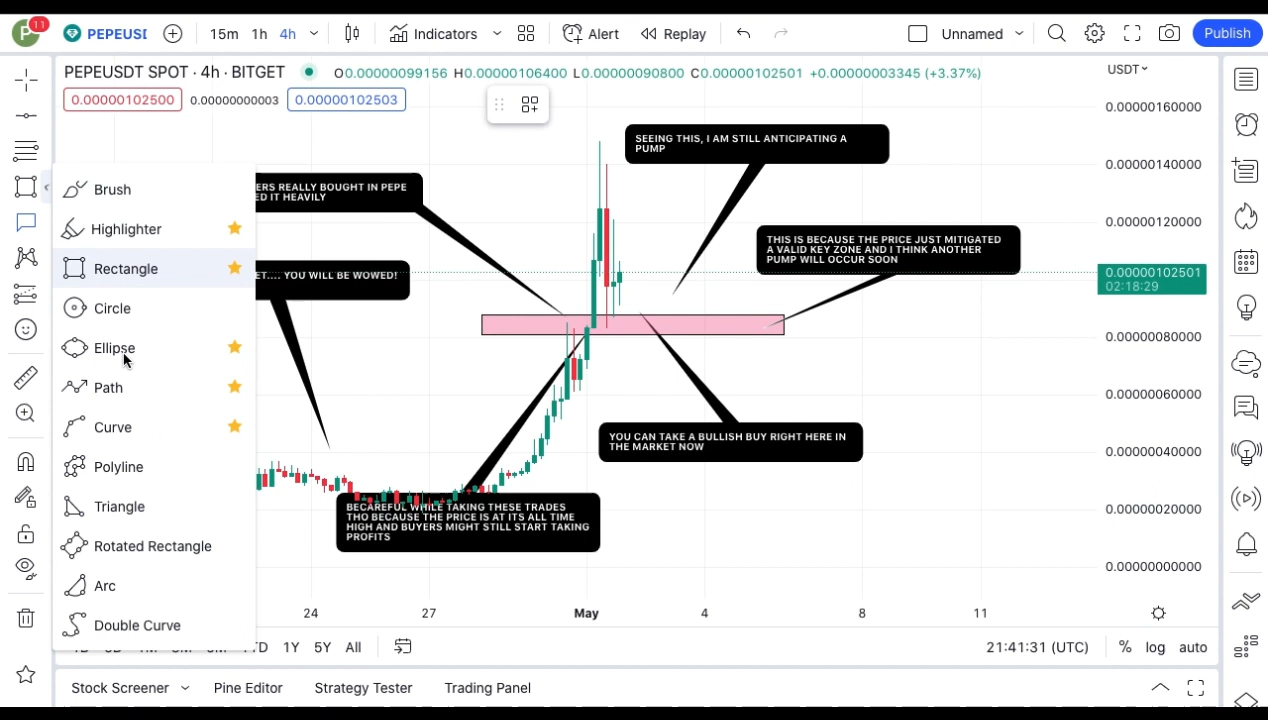 P
11
PEPEUSI
15m
1h
4h
Indicators
Alert
Replay
Unnamed
Publish
PEPEUSDT SPOT · 4h · BITGET
O0.00000099156 H0.00000106400 L0.00000090800 C0.00000102501 +0.00000003345 (+3.37%)
0.00000102500
0.00000000003
0.00000102503
USDT
0.00000160000
0.00000140000
0.00000120000
0.00000102501
02:18:29
0.00000080000
0.00000060000
0.00000040000
0.00000020000
0.00000000000
Brush
Highlighter
Rectangle
Circle
Ellipse
Path
Curve
Polyline
Triangle
Rotated Rectangle
Arc
Double Curve
SEEING THIS, I AM STILL ANTICIPATING A
PUMP
ERS REALLY BOUGHT IN PEPE
ED IT HEAVILY
THIS IS BECAUSE THE PRICE JUST MITIGATED
A VALID KEY ZONE AND I THINK ANOTHER
PUMP WILL OCCUR SOON
ET.... YOU WILL BE WOWED!
YOU CAN TAKE A BULLISH BUY RIGHT HERE IN
THE MARKET NOW
BECAREFUL WHILE TAKING THESE TRADES
THO BECAUSE THE PRICE IS AT ITS ALL TIME
HIGH AND BUYERS MIGHT STILL START TAKING
PROFITS
24
27
May
4
8
11
1Y
5Y
All
21:41:31 (UTC)
%
log
auto
Stock Screener
Pine Editor
Strategy Tester
Trading Panel